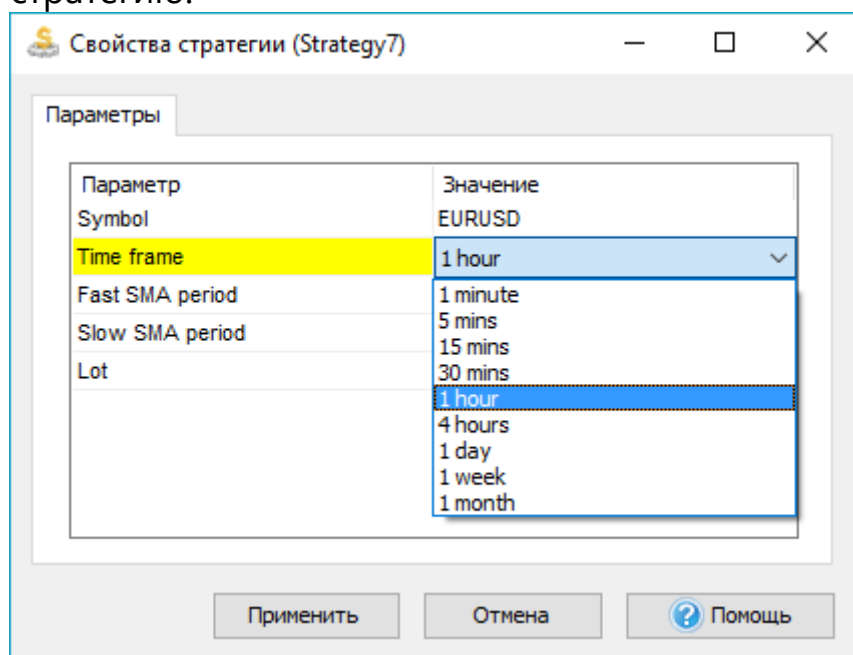 стратегию.
Свойства стратегии (Strategy7)
Параметры
Параметр Значение
Symbol EURUSD
Time frame 1 hour
Fast SMA period 1 minute
5 mins
Slow SMA period 15 mins
Lot 30 mins
1 hour
4 hours
1 day
1 week
1 month
Применить Отмена Помощь